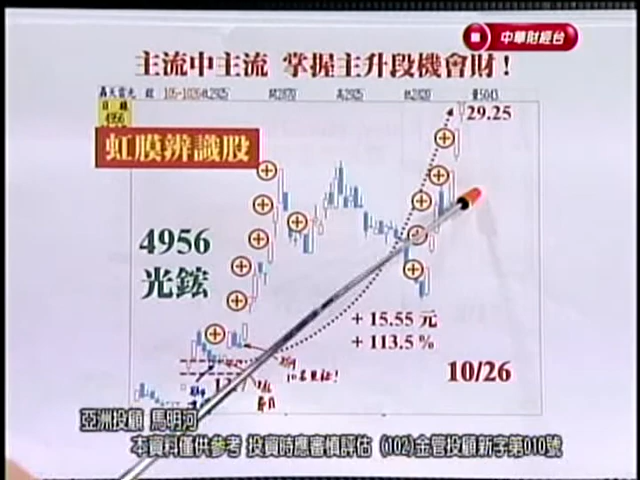 中華財經台
主流中主流 掌握主升段機會財!
日線
4956
29.25
虹膜辨識股
4956
光鋐
+ 15.55 元
+ 113.5 %
10/26
亞洲投顧 馬明河
本資料僅供參考 投資時應審慎評估 (102)金管投顧新字第010號